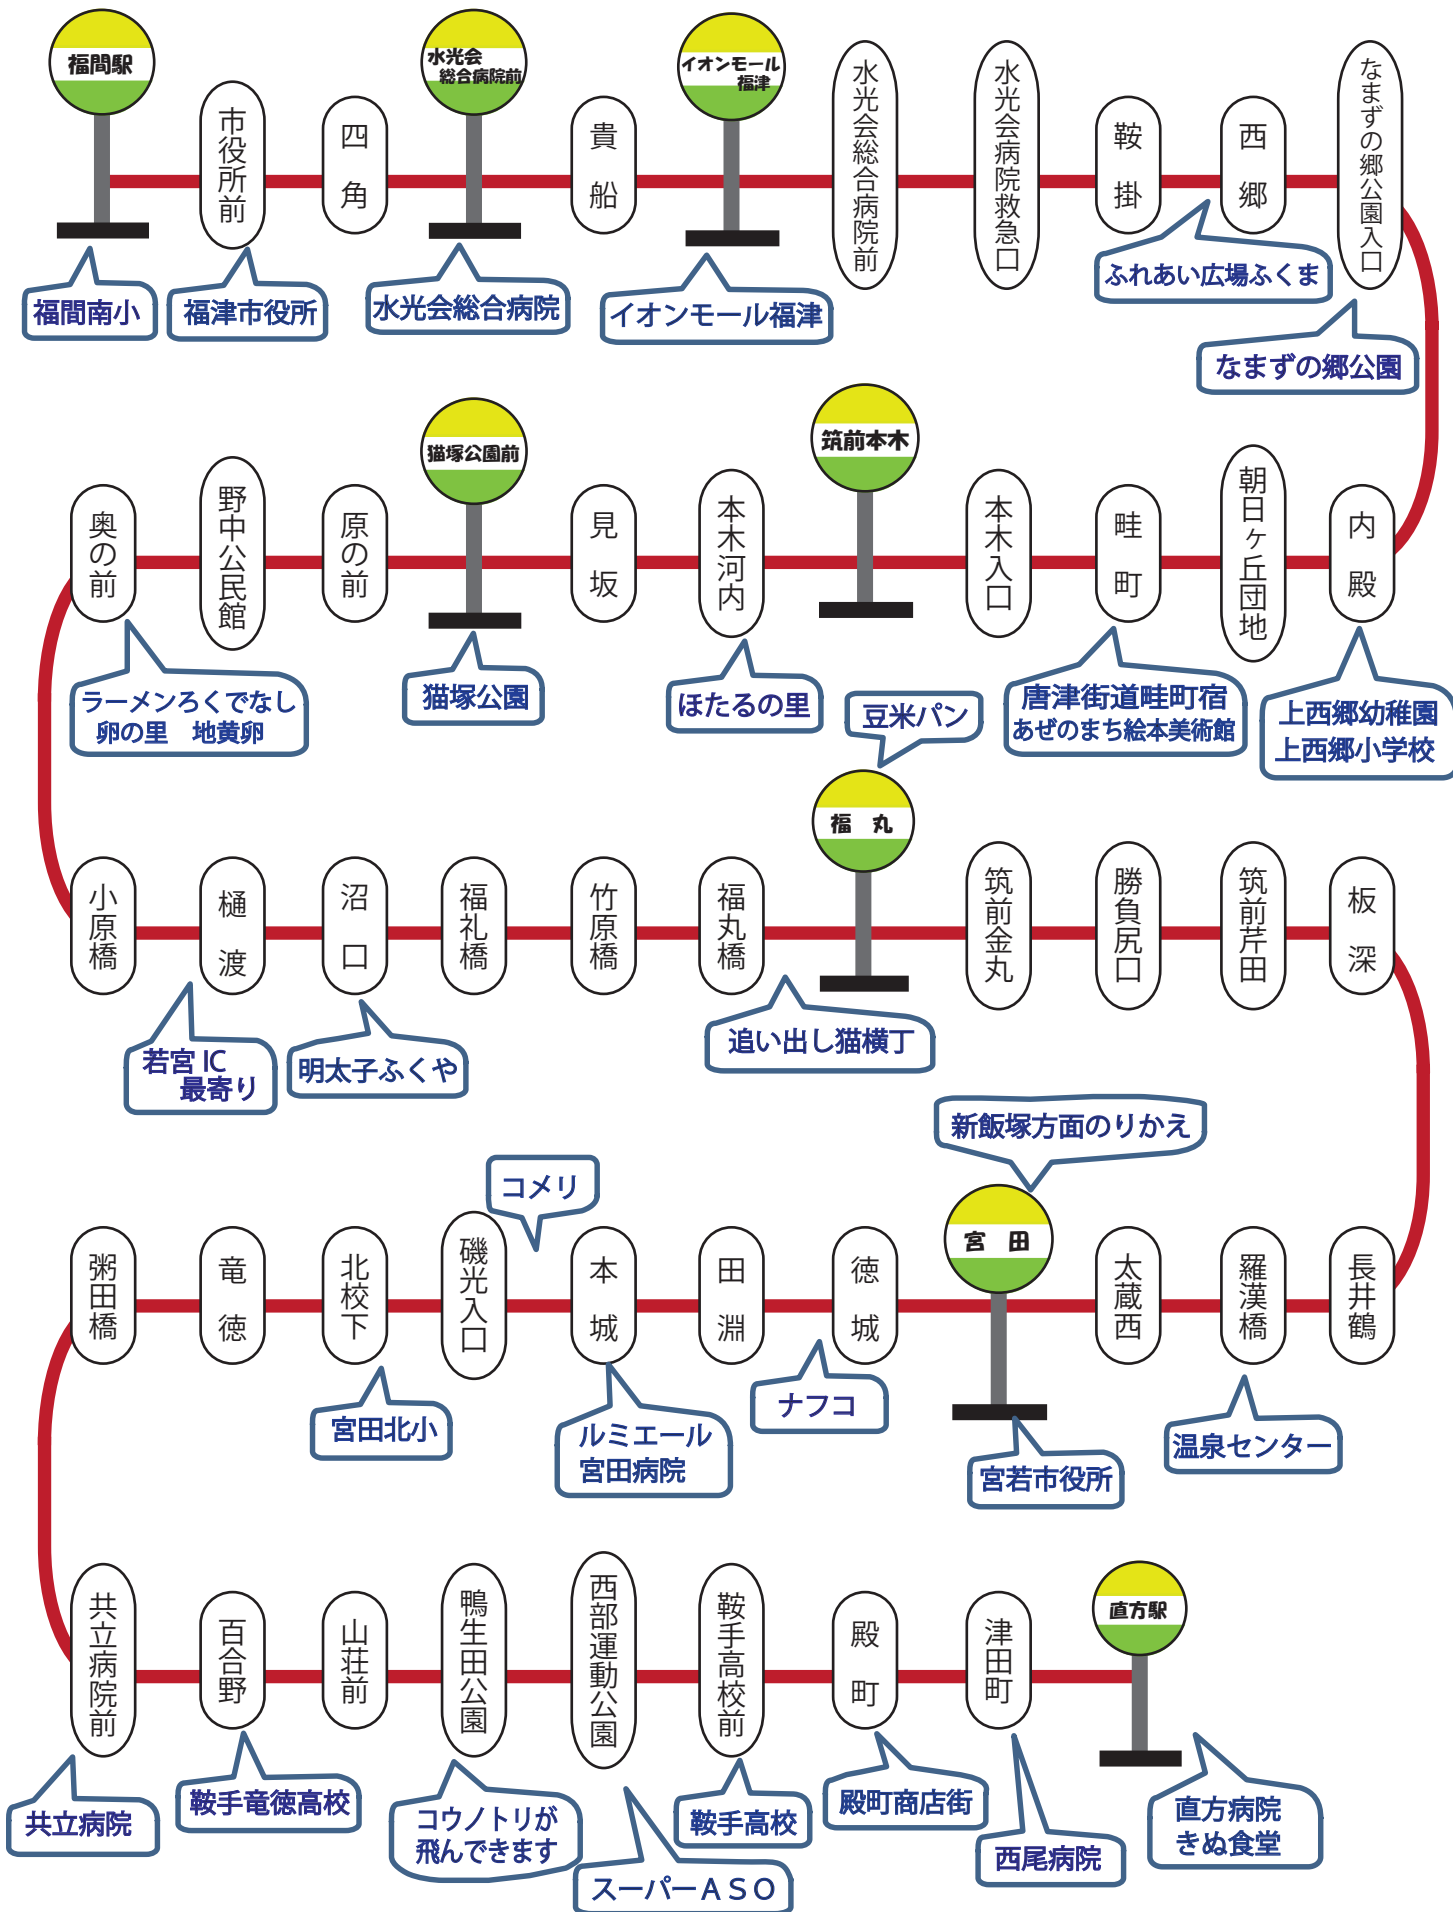 福間駅
市役所前
四角
水光会
総合病院前
貴船
イオンモール
福津
水光会総合病院前
水光会病院救急口
鞍掛
西郷
なまずの郷公園入口
福間南小
福津市役所
水光会総合病院
イオンモール福津
ふれあい広場ふくま
なまずの郷公園
奥の前
野中公民館
原の前
猫塚公園前
見坂
本木河内
筑前本木
本木入口
畦町
朝日ヶ丘団地
内殿
ラーメンろくでなし
卵の里　地黄卵
猫塚公園
ほたるの里
豆米パン
唐津街道畦町宿
あぜのまち絵本美術館
上西郷幼稚園
上西郷小学校
小原橋
樋渡
沼口
福礼橋
竹原橋
福丸橋
福　丸
筑前金丸
勝負尻口
筑前芹田
板深
若宮 IC
最寄り
明太子ふくや
追い出し猫横丁
新飯塚方面のりかえ
コメリ
粥田橋
竜徳
北校下
磯光入口
本城
田淵
徳城
宮　田
太蔵西
羅漢橋
長井鶴
宮田北小
ルミエール
宮田病院
ナフコ
宮若市役所
温泉センター
共立病院前
百合野
山荘前
鴨生田公園
西部運動公園
鞍手高校前
殿町
津田町
直方駅
共立病院
鞍手竜徳高校
コウノトリが
飛んできます
スーパーＡＳＯ
鞍手高校
殿町商店街
西尾病院
直方病院
きぬ食堂